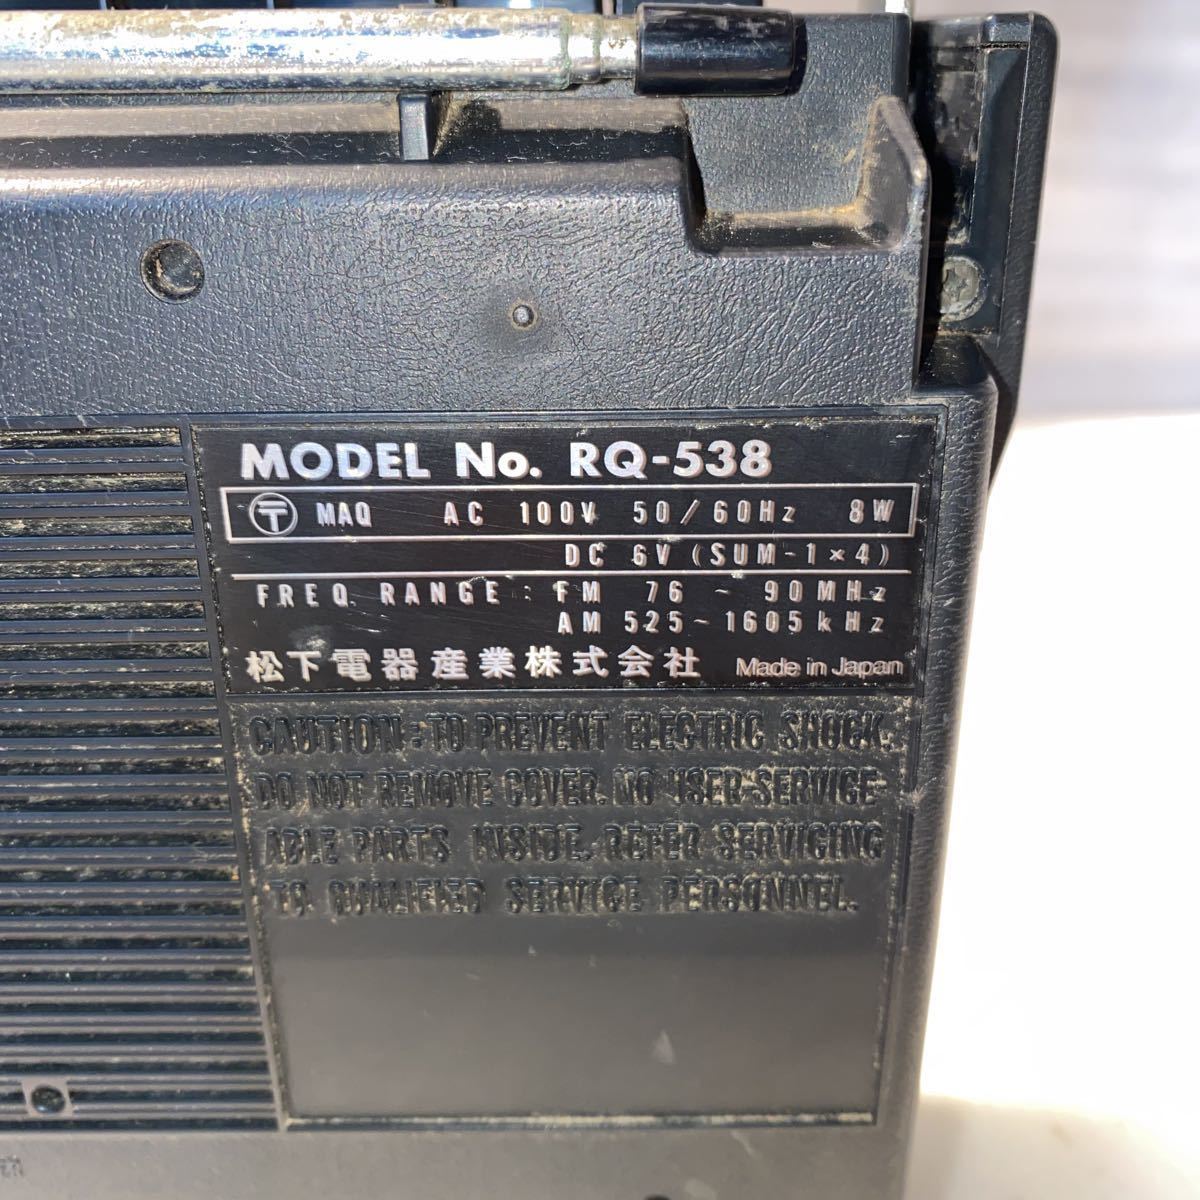 MODEL No. RQ-538
〒 MAQ AC 100V 50/60Hz 8W
DC 6V (SUM-1×4)
FREQ. RANGE: FM 76 ~ 90MHz
AM 525~1605kHz
松下電器産業株式会社 Made in Japan
CAUTION: TO PREVENT ELECTRIC SHOCK.
DO NOT REMOVE COVER. NO USER-SERVICE-
ABLE PARTS INSIDE. REFER SERVICING
TO QUALIFIED SERVICE PERSONNEL.